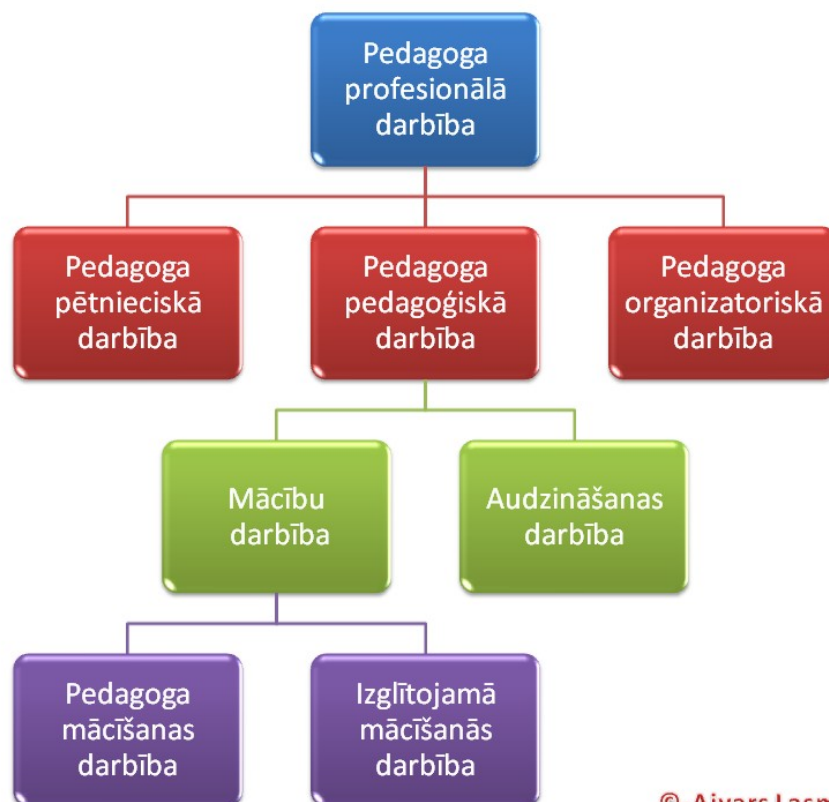 Pedagoga
profesionālā
darbība
Pedagoga
pētnieciskā
darbība
Pedagoga
pedagoģiskā
darbība
Pedagoga
organizatoriskā
darbība
Mācību
darbība
Audzināšanas
darbība
Pedagoga
mācīšanas
darbība
Izglītojamā
mācīšanās
darbība
© Aivars